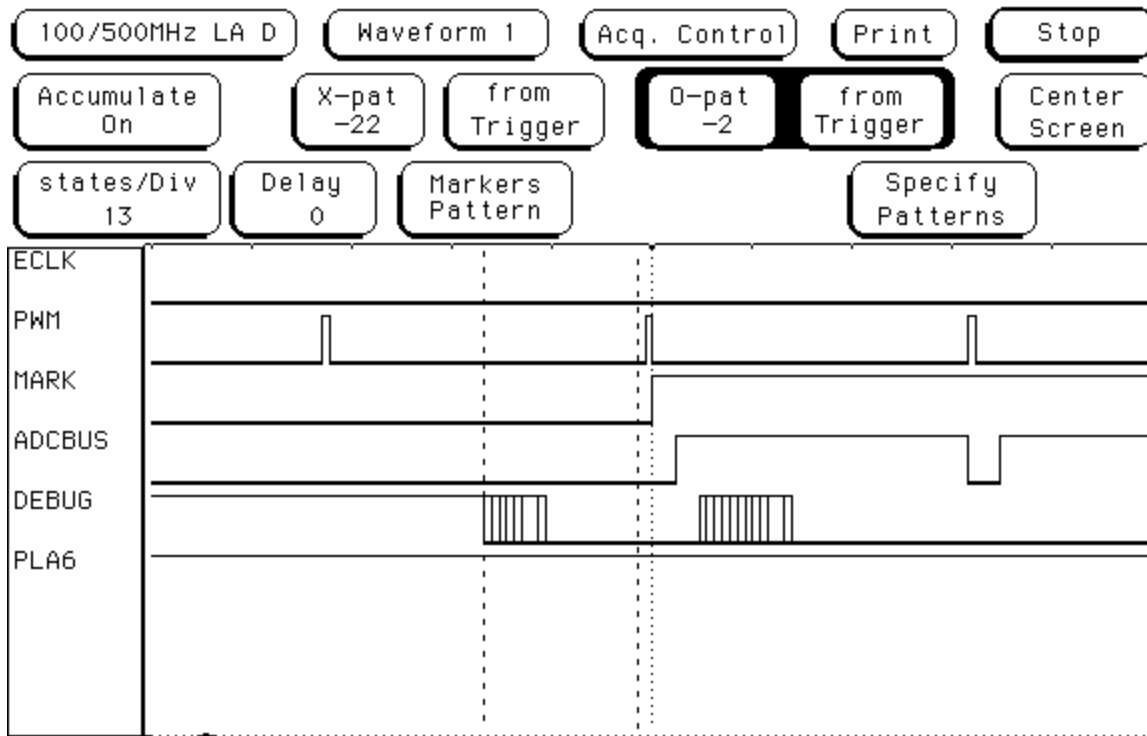 100/500MHz LA D Waveform 1 Acq. Control Print Stop
Accumulate On X-pat -22 from Trigger O-pat -2 from Trigger Center Screen
states/Div 13 Delay 0 Markers Pattern Specify Patterns
ECLK
PWM
MARK
ADCBUS
DEBUG
PLA6